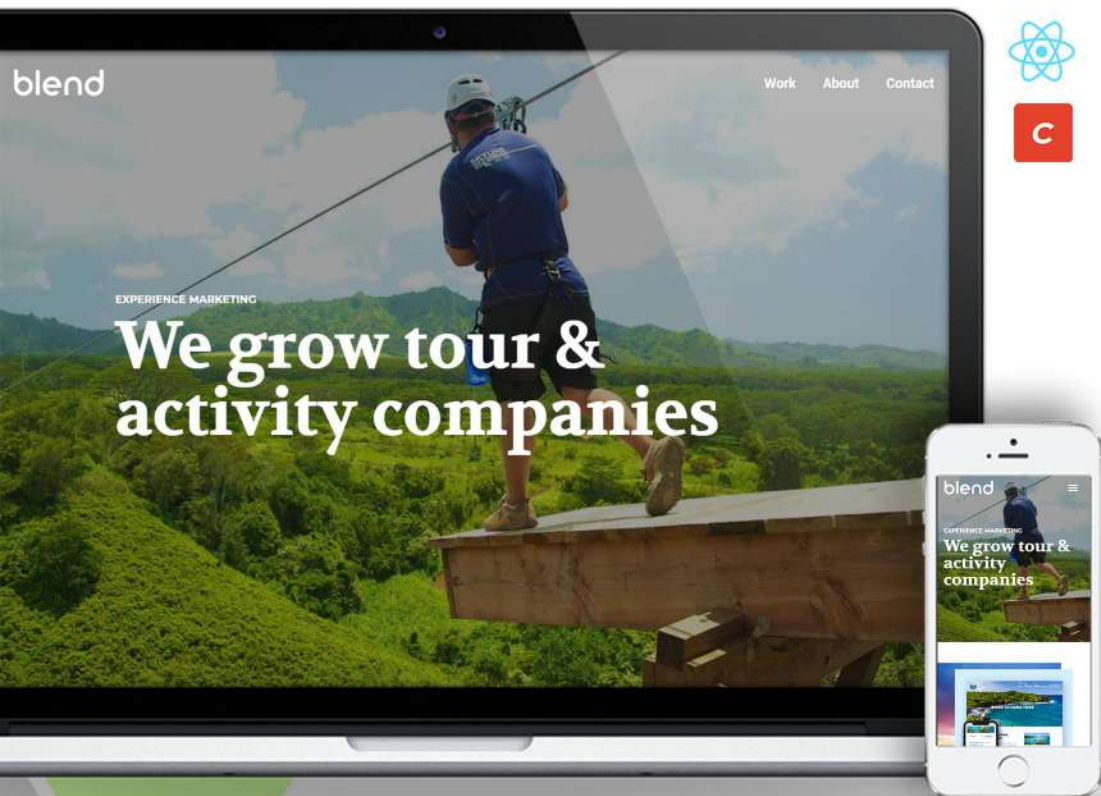 blend
Work About Contact
EXPERIENCE MARKETING
We grow tour &
activity companies
C
blend
EXPERIENCE MARKETING
We grow tour &
activity
companies